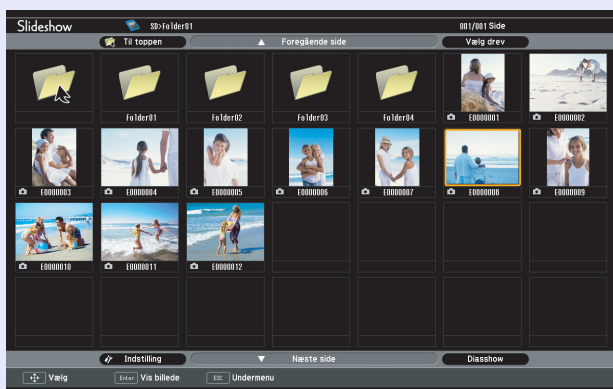 Slideshow SD>Folder01 001/001 Side
Til toppen Foregående side Vælg drev
Folder01 Folder02 Folder03 Folder04 E0000001 E0000002
E0000003 E0000004 E0000005 E0000006 E0000007 E0000008 E0000009
E0000010 E0000011 E0000012
Indstilling Næste side Diasshow
Vælg Enter Vis billede ESC Undermenu